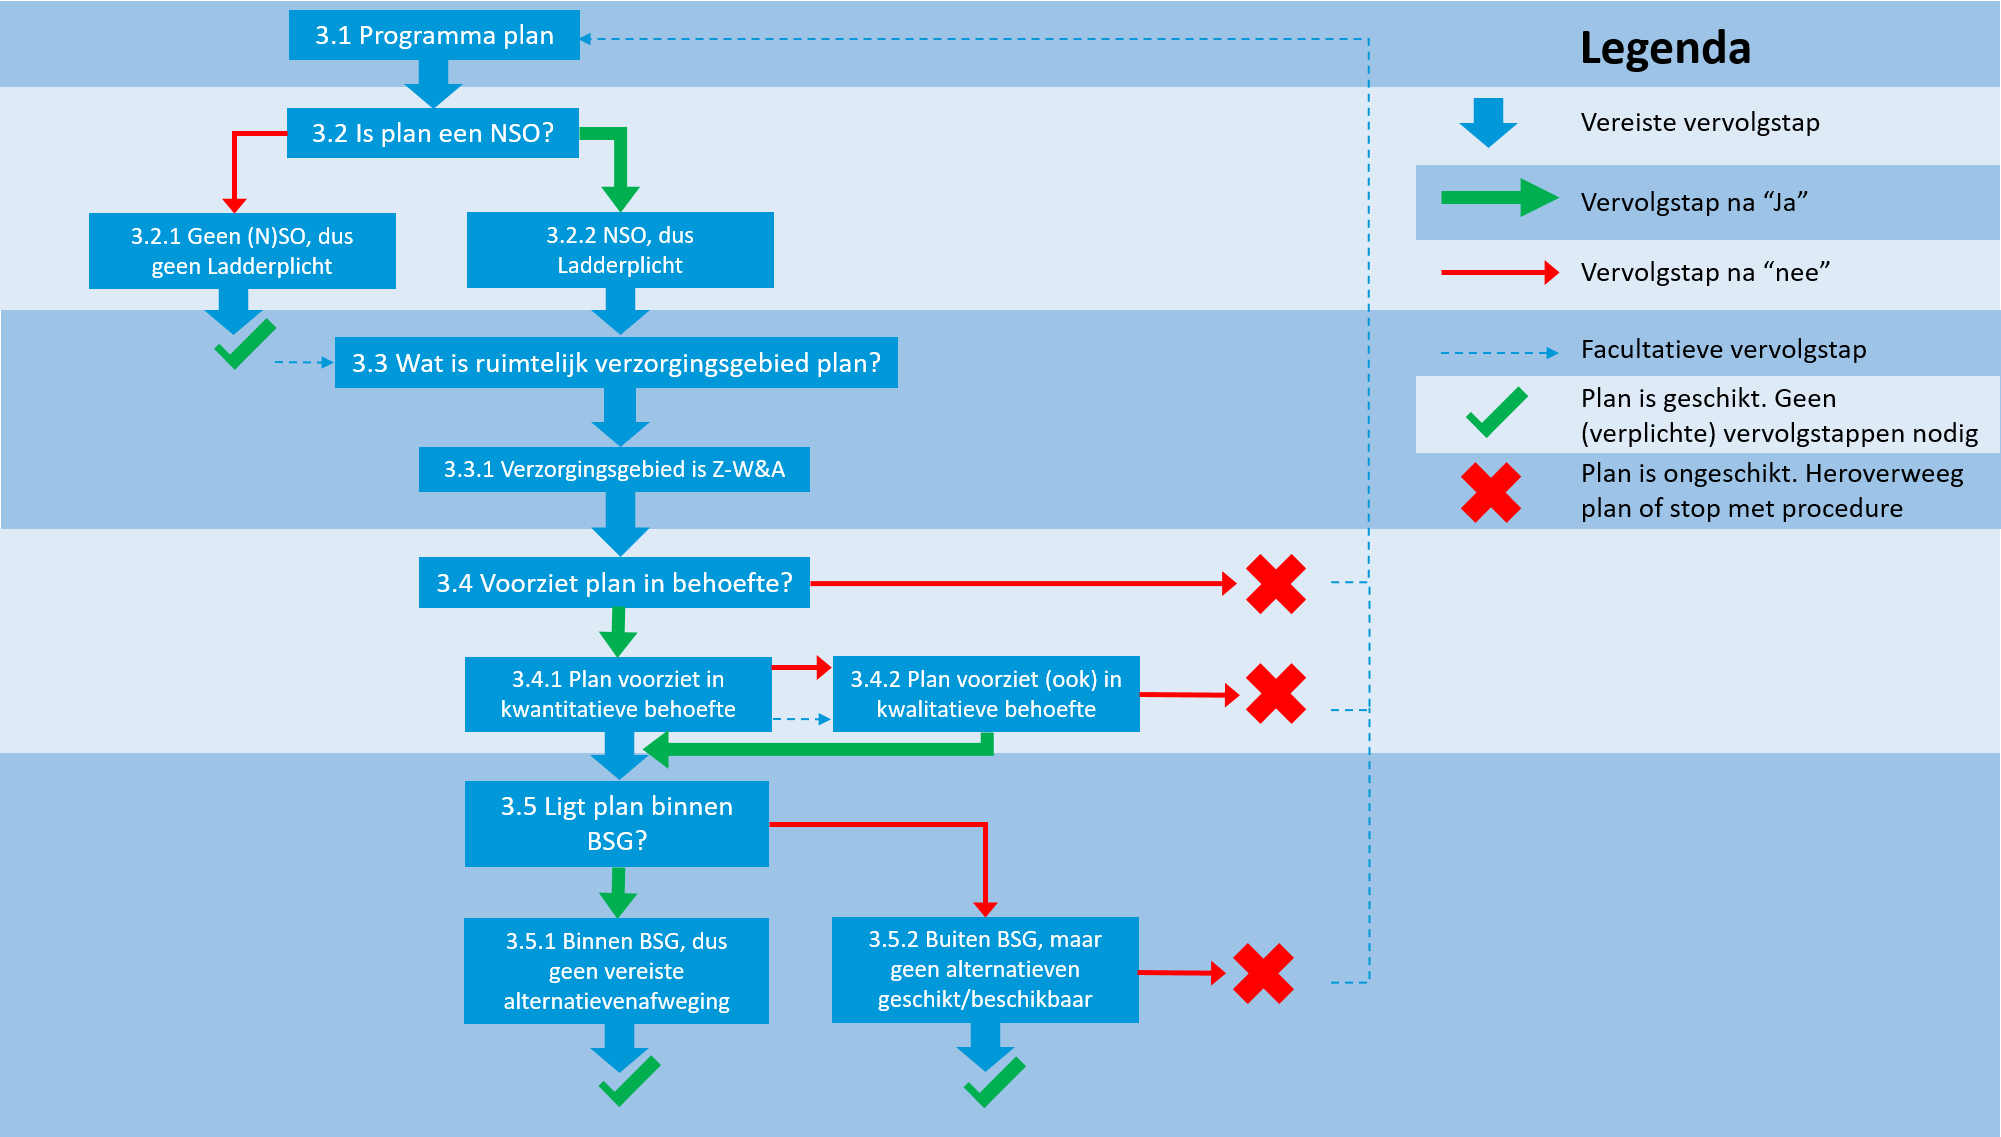 3.1 Programma plan
3.2 Is plan een NSO?
3.2.1 Geen (N)SO, dus
geen Ladderplicht
3.2.2 NSO, dus
Ladderplicht
3.3 Wat is ruimtelijk verzorgingsgebied plan?
3.3.1 Verzorgingsgebied is Z-W&A
3.4 Voorziet plan in behoefte?
3.4.1 Plan voorziet in
kwantitatieve behoefte
3.4.2 Plan voorziet (ook) in
kwalitatieve behoefte
3.5 Ligt plan binnen
BSG?
3.5.1 Binnen BSG, dus
geen vereiste
alternatievenafweging
3.5.2 Buiten BSG, maar
geen alternatieven
geschikt/beschikbaar
Legenda
Vereiste vervolgstap
Vervolgstap na “Ja”
Vervolgstap na “nee”
Facultatieve vervolgstap
Plan is geschikt. Geen
(verplichte) vervolgstappen nodig
Plan is ongeschikt. Heroverweeg
plan of stop met procedure